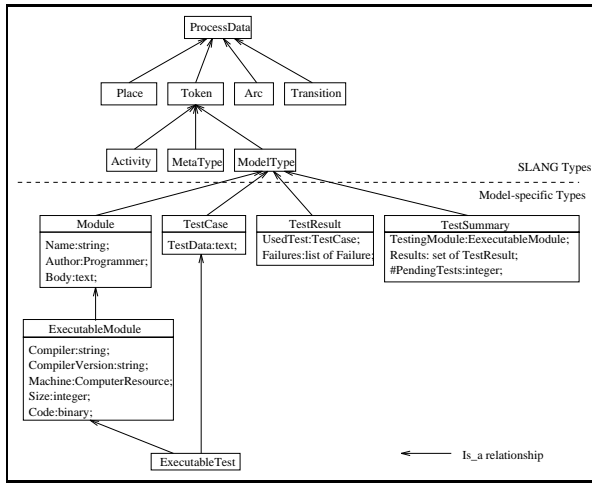 ProcessData
Place
Token
Arc
Transition
Activity
MetaType
ModelType
SLANG Types
Model-specific Types
Module
Name:string;
Author:Programmer;
Body:text;
TestCase
TestData:text;
TestResult
UsedTest:TestCase;
Failures:list of Failure;
TestSummary
TestingModule:EexecutableModule;
Results: set of TestResult;
#PendingTests:integer;
ExecutableModule
Compiler:string;
CompilerVersion:string;
Machine:ComputerResource;
Size:integer;
Code:binary;
ExecutableTest
Is_a relationship